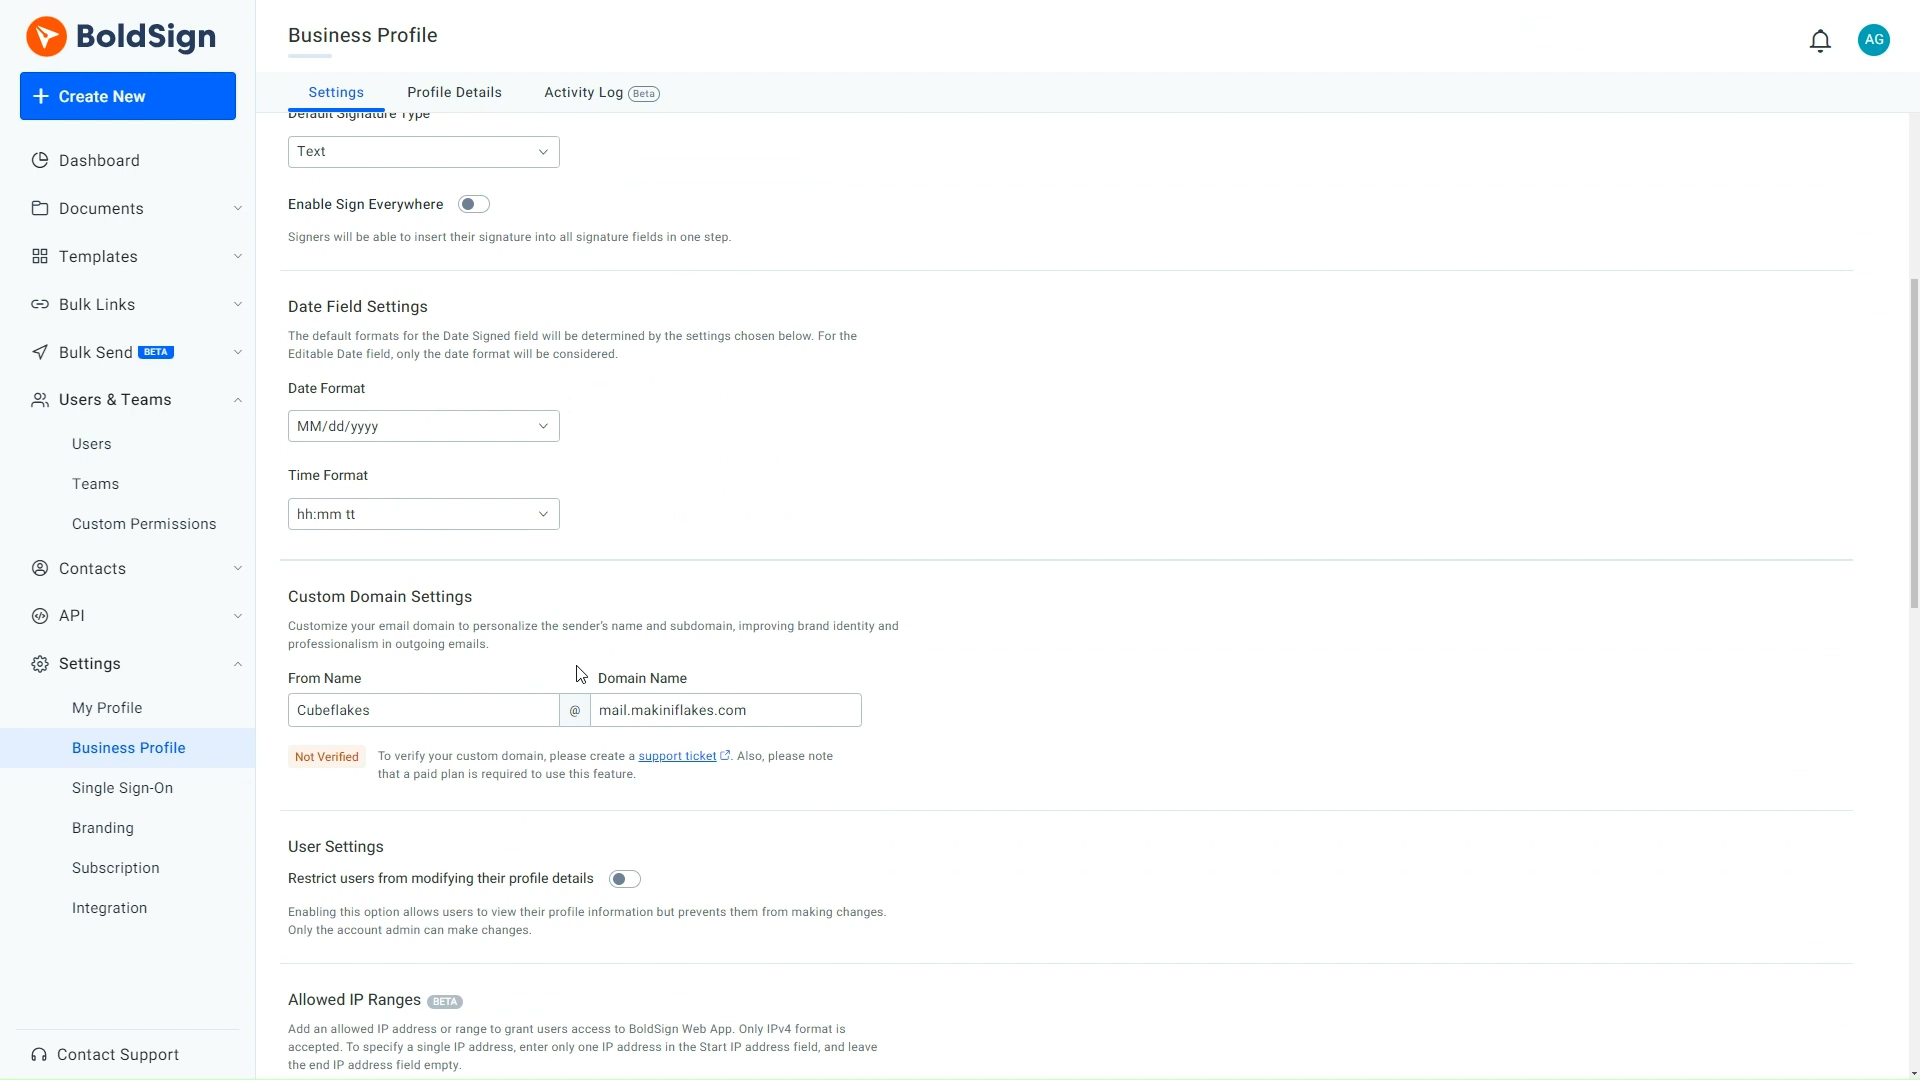 BoldSign
Create New
Dashboard
Documents
Templates
Bulk Links
Bulk Send BETA
Users & Teams
Users
Teams
Custom Permissions
Contacts
API
Settings
My Profile
Business Profile
Single Sign-On
Branding
Subscription
Integration
Contact Support
Business Profile
AG
Settings
Profile Details
Activity Log Beta
Default Signature Type
Text
Enable Sign Everywhere
Signers will be able to insert their signature into all signature fields in one step.
Date Field Settings
The default formats for the Date Signed field will be determined by the settings chosen below. For the
Editable Date field, only the date format will be considered.
Date Format
MM/dd/yyyy
Time Format
hh:mm tt
Custom Domain Settings
Customize your email domain to personalize the sender's name and subdomain, improving brand identity and
professionalism in outgoing emails.
From Name
Domain Name
Cubeflakes @ mail.makiniflakes.com
Not Verified
To verify your custom domain, please create a support ticket. Also, please note
that a paid plan is required to use this feature.
User Settings
Restrict users from modifying their profile details
Enabling this option allows users to view their profile information but prevents them from making changes.
Only the account admin can make changes.
Allowed IP Ranges BETA
Add an allowed IP address or range to grant users access to BoldSign Web App. Only IPv4 format is
accepted. To specify a single IP address, enter only one IP address in the Start IP address field, and leave
the end IP address field empty.